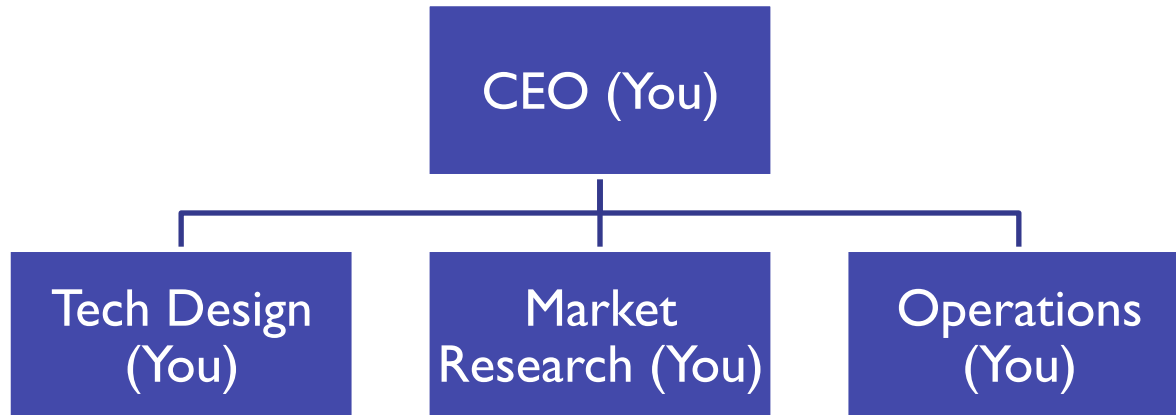 CEO (You)
Tech Design
(You)
Market
Research (You)
Operations
(You)